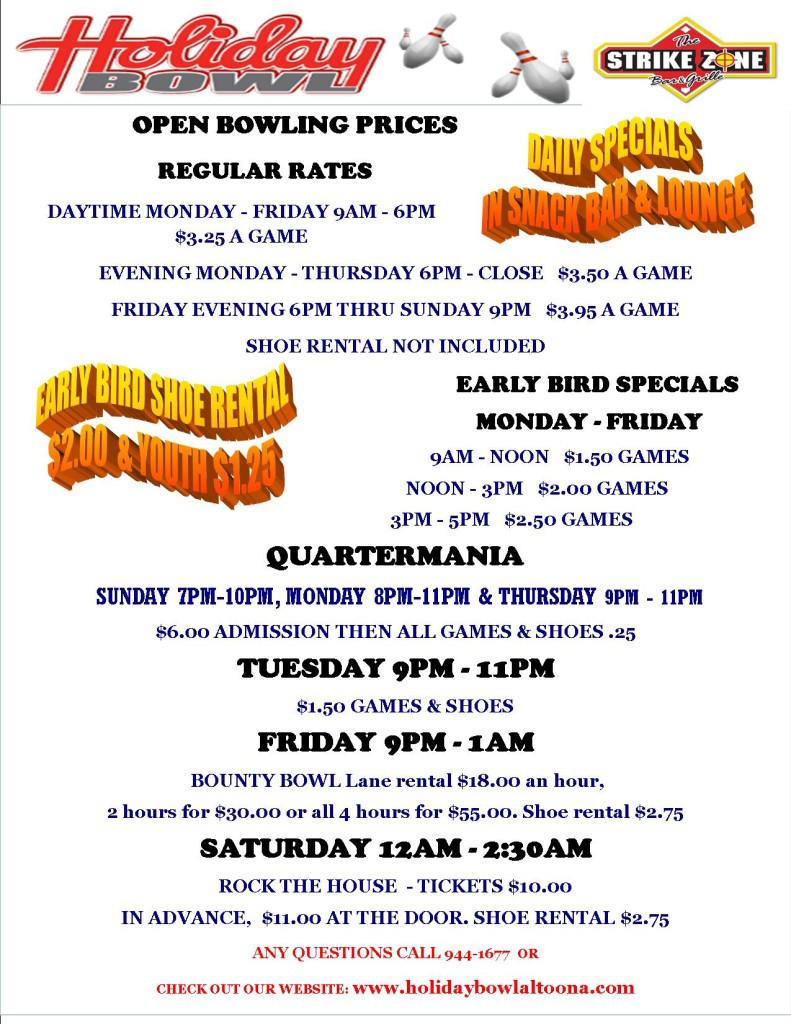 Holiday
BOWL
The
STRIKE ZONE
Bar & Grille
OPEN BOWLING PRICES
DAILY SPECIALS
IN SNACK BAR & LOUNGE
REGULAR RATES
DAYTIME MONDAY - FRIDAY 9AM - 6PM
$3.25 A GAME
EVENING MONDAY - THURSDAY 6PM - CLOSE $3.50 A GAME
FRIDAY EVENING 6PM THRU SUNDAY 9PM $3.95 A GAME
SHOE RENTAL NOT INCLUDED
EARLY BIRD SHOE RENTAL
$2.00 & YOUTH $1.25
EARLY BIRD SPECIALS
MONDAY - FRIDAY
9AM - NOON $1.50 GAMES
NOON - 3PM $2.00 GAMES
3PM - 5PM $2.50 GAMES
QUARTERMANIA
SUNDAY 7PM-10PM, MONDAY 8PM-11PM & THURSDAY 9PM - 11PM
$6.00 ADMISSION THEN ALL GAMES & SHOES .25
TUESDAY 9PM - 11PM
$1.50 GAMES & SHOES
FRIDAY 9PM - 1AM
BOUNTY BOWL Lane rental $18.00 an hour,
2 hours for $30.00 or all 4 hours for $55.00. Shoe rental $2.75
SATURDAY 12AM - 2:30AM
ROCK THE HOUSE - TICKETS $10.00
IN ADVANCE, $11.00 AT THE DOOR. SHOE RENTAL $2.75
ANY QUESTIONS CALL 944-1677 OR
CHECK OUT OUR WEBSITE: www.holidaybowlaltoona.com